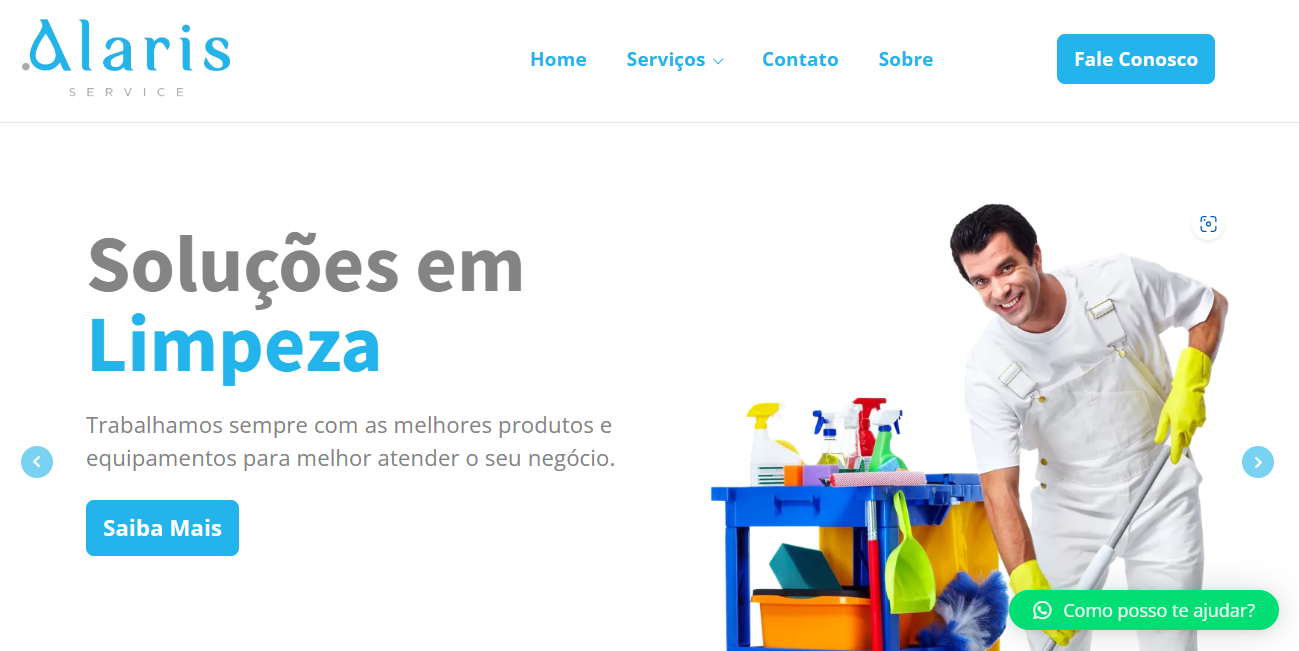 Alaris
SERVICE
Home
Serviços
Contato
Sobre
Fale Conosco
Soluções em
Limpeza
Trabalhamos sempre com as melhores produtos e
equipamentos para melhor atender o seu negócio.
Saiba Mais
Como posso te ajudar?